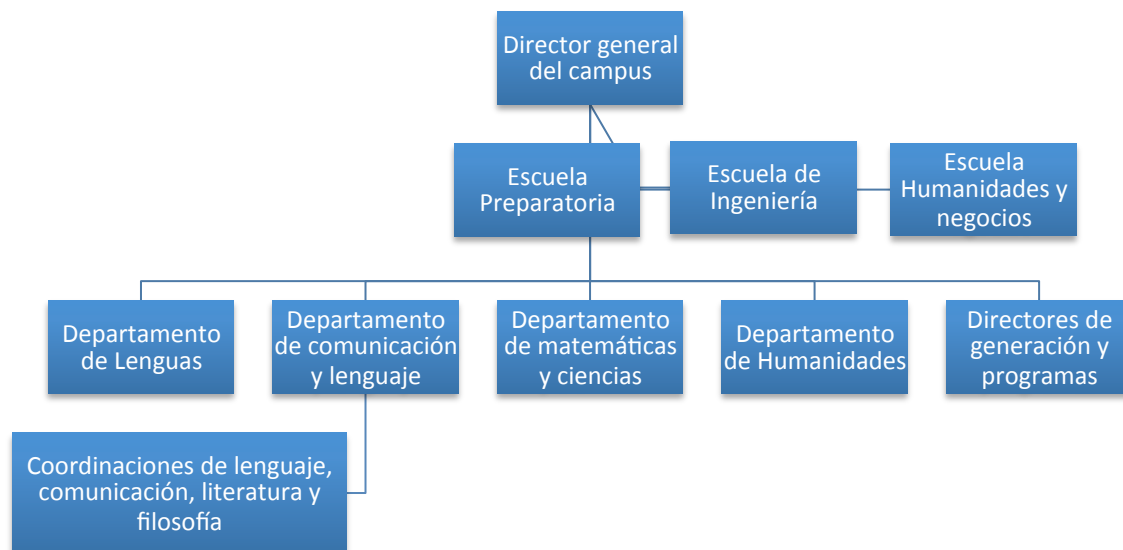 Director general
del campus
Escuela
Preparatoria
Escuela de
Ingeniería
Escuela
Humanidades y
negocios
Departamento
de Lenguas
Departamento
de comunicación
y lenguaje
Departamento
de matemáticas
y ciencias
Departamento
de Humanidades
Directores de
generación y
programas
Coordinaciones de lenguaje,
comunicación, literatura y
filosofía